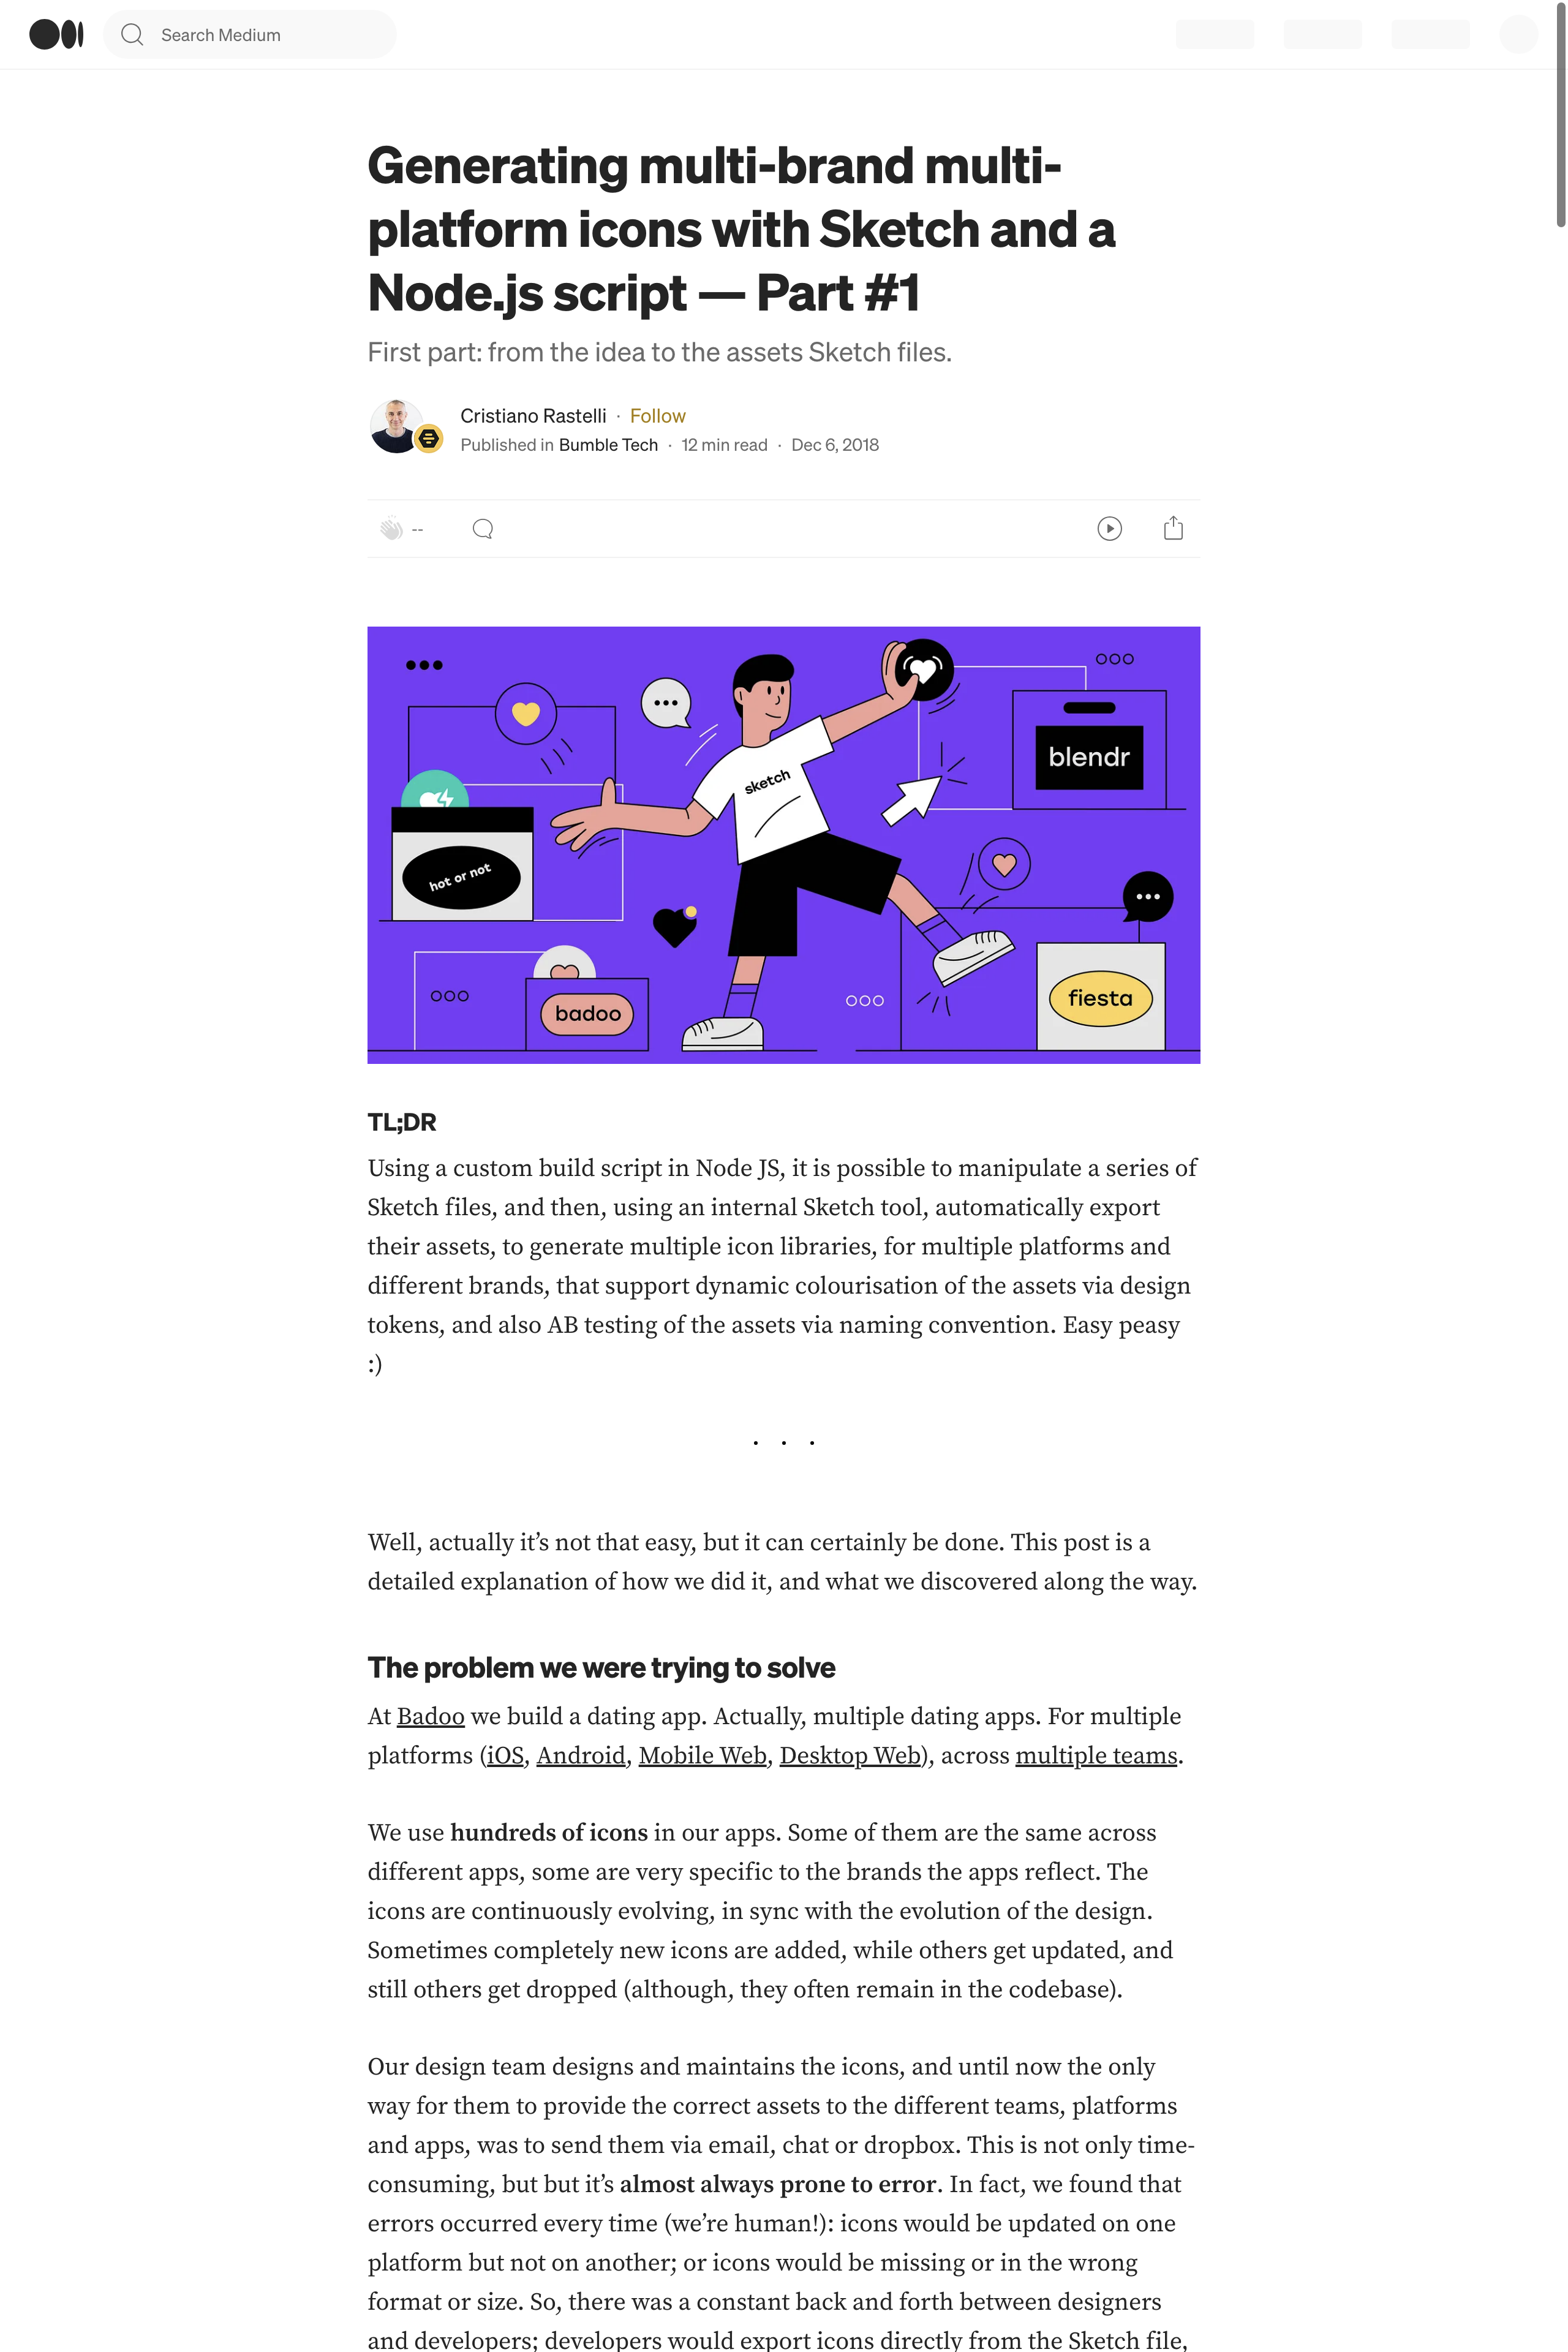 Search Medium
Generating multi-brand multi-
platform icons with Sketch and a
Node.js script — Part #1
First part: from the idea to the assets Sketch files.
Cristiano Rastelli · Follow
Published in Bumble Tech · 12 min read · Dec 6, 2018
--
sketch
blendr
hot or not
badoo
fiesta
TL;DR
Using a custom build script in Node JS, it is possible to manipulate a series of
Sketch files, and then, using an internal Sketch tool, automatically export
their assets, to generate multiple icon libraries, for multiple platforms and
different brands, that support dynamic colourisation of the assets via design
tokens, and also AB testing of the assets via naming convention. Easy peasy
:)
. . .
Well, actually it’s not that easy, but it can certainly be done. This post is a
detailed explanation of how we did it, and what we discovered along the way.
The problem we were trying to solve
At Badoo we build a dating app. Actually, multiple dating apps. For multiple
platforms (iOS, Android, Mobile Web, Desktop Web), across multiple teams.
We use hundreds of icons in our apps. Some of them are the same across
different apps, some are very specific to the brands the apps reflect. The
icons are continuously evolving, in sync with the evolution of the design.
Sometimes completely new icons are added, while others get updated, and
still others get dropped (although, they often remain in the codebase).
Our design team designs and maintains the icons, and until now the only
way for them to provide the correct assets to the different teams, platforms
and apps, was to send them via email, chat or dropbox. This is not only time-
consuming, but but it’s almost always prone to error. In fact, we found that
errors occurred every time (we’re human!): icons would be updated on one
platform but not on another; or icons would be missing or in the wrong
format or size. So, there was a constant back and forth between designers
and developers; developers would export icons directly from the Sketch file,